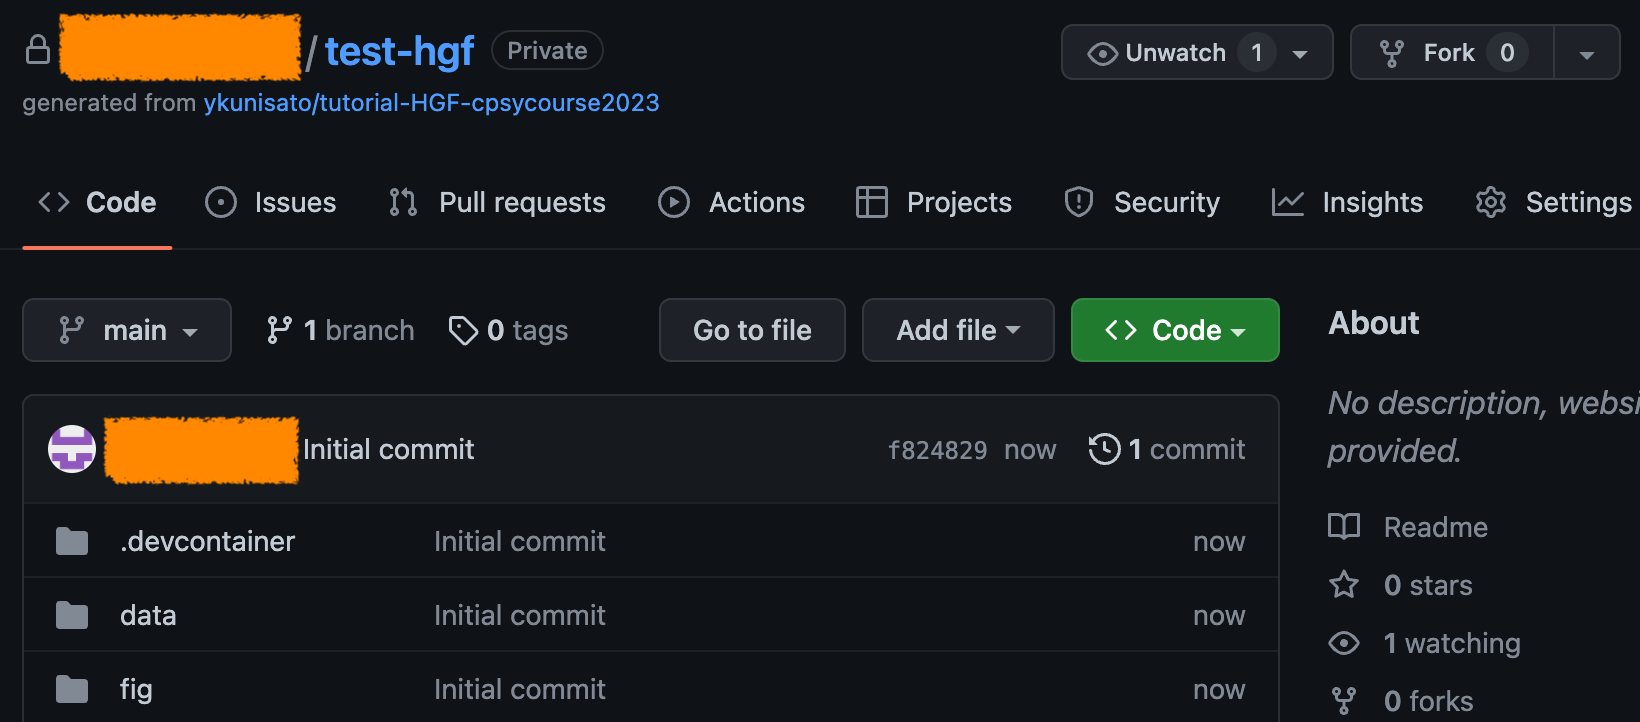 / test-hgf Private Unwatch 1 Fork 0
generated from ykunisato/tutorial-HGF-cpsycourse2023
Code Issues Pull requests Actions Projects Security Insights Settings
main 1 branch 0 tags Go to file Add file Code
Initial commit f824829 now 1 commit
.devcontainer Initial commit now
data Initial commit now
fig Initial commit now
About
No description, websi
provided.
Readme
0 stars
1 watching
0 forks